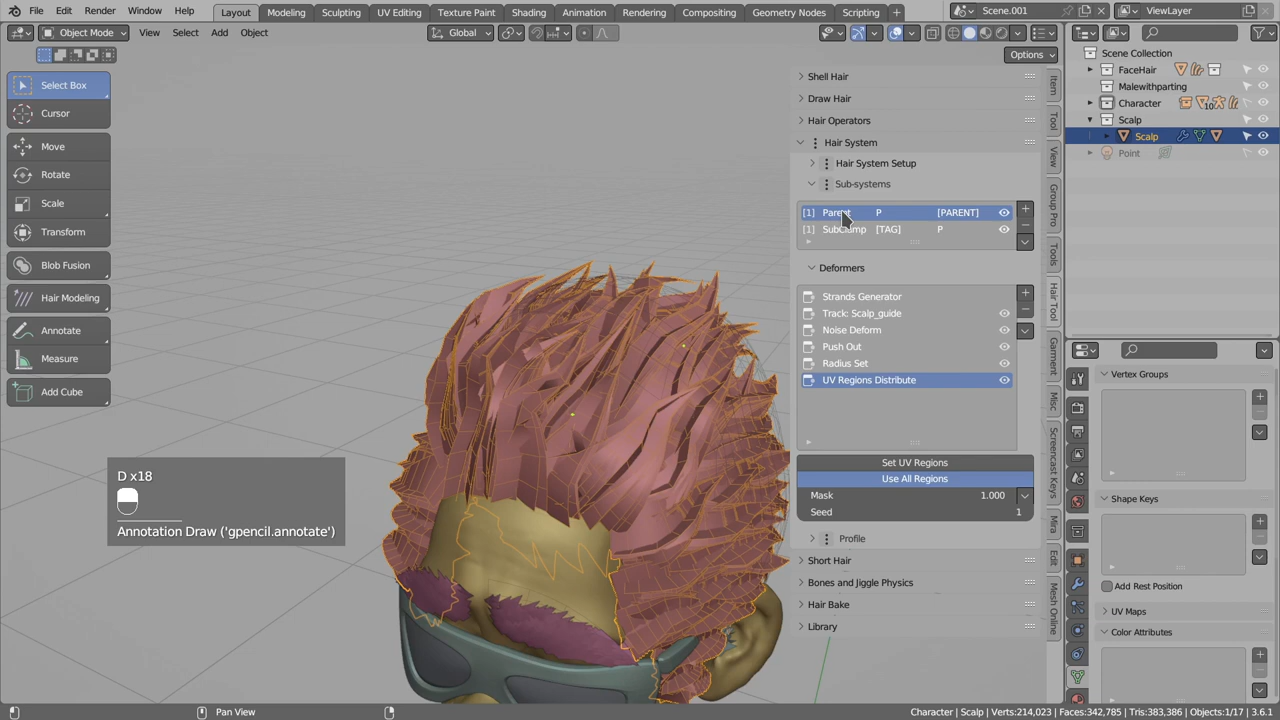 File Edit Render Window Help Layout Modeling Sculpting UV Editing Texture Paint Shading Animation Rendering Compositing Geometry Nodes Scripting + Scene.001 ViewLayer
Object Mode View Select Add Object Global
Options
Select Box
Cursor
Move
Rotate
Scale
Transform
Blob Fusion
Hair Modeling
Annotate
Measure
Add Cube
D x18
Annotation Draw ('gpencil.annotate')
Shell Hair
Draw Hair
Hair Operators
Hair System
Hair System Setup
Sub-systems
[1] Parent P [PARENT]
[1] SubClump [TAG] P
Deformers
Strands Generator
Track: Scalp_guide
Noise Deform
Push Out
Radius Set
UV Regions Distribute
Set UV Regions
Use All Regions
Mask 1.000
Seed 1
Profile
Short Hair
Bones and Jiggle Physics
Hair Bake
Library
Item
Tool
View
Group Pro
Tools
Hair Tool
Garment
Misc
Screencast Keys
Mira
Edit
Mesh Online
Scene Collection
FaceHair
Malewithparting
Character 10
Scalp
Scalp
Point
Vertex Groups
Shape Keys
Add Rest Position
UV Maps
Color Attributes
Pan View
Character | Scalp | Verts:214,023 | Faces:342,785 | Tris:383,386 | Objects:1/17 | 3.6.1